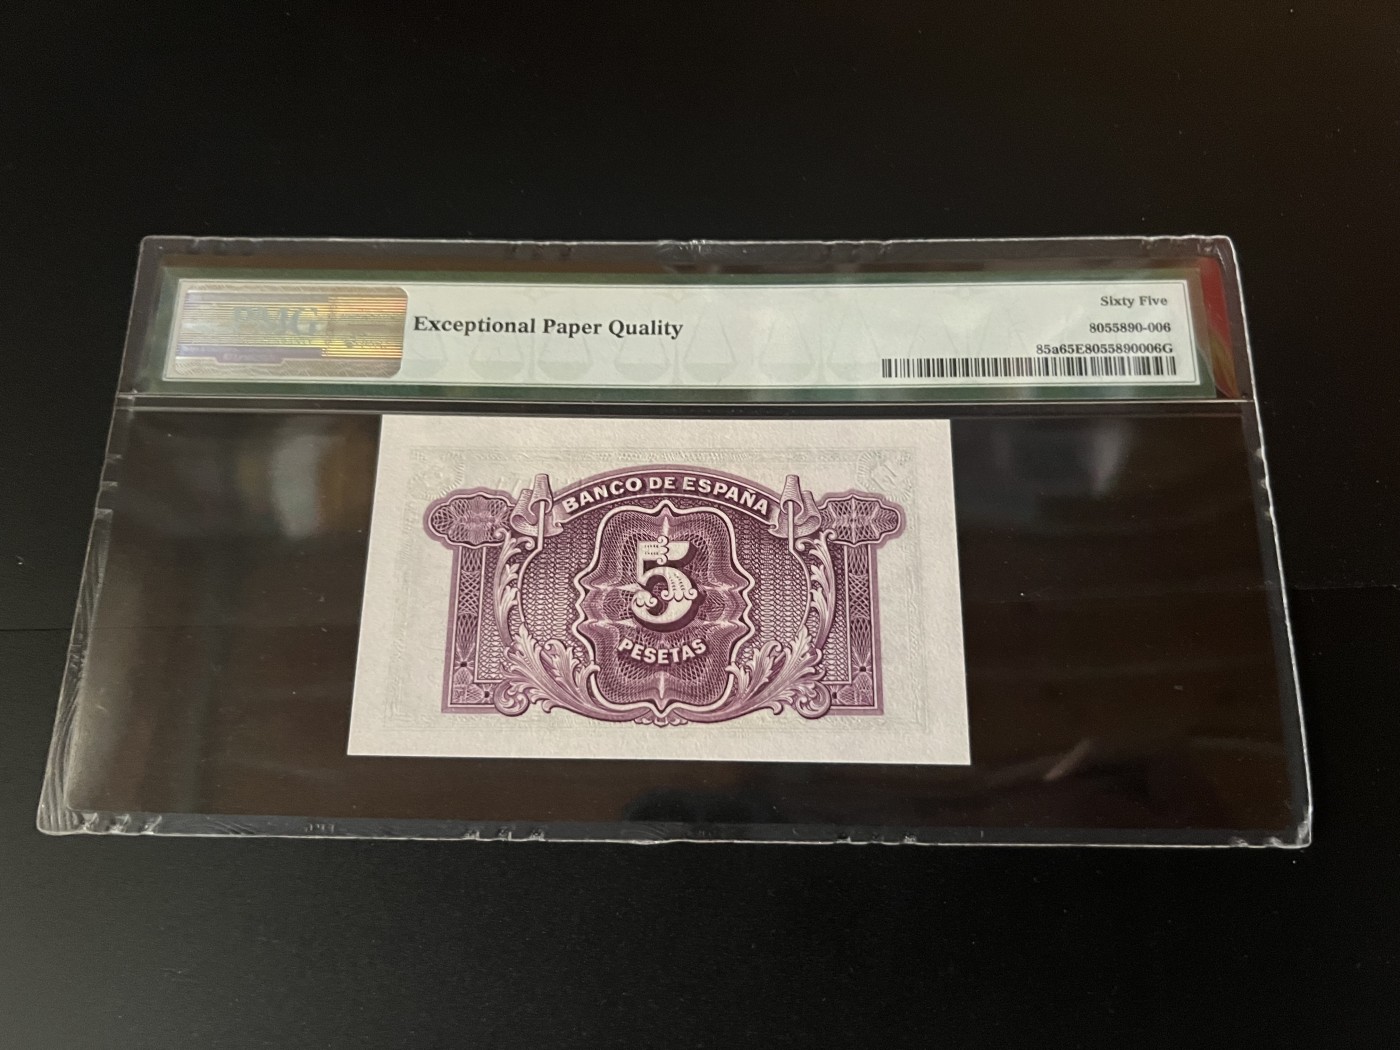 PMG
Exceptional Paper Quality
Sixty Five
8055890-006
85a65E8055890006G
BANCO DE ESPAÑA
5
PESETAS